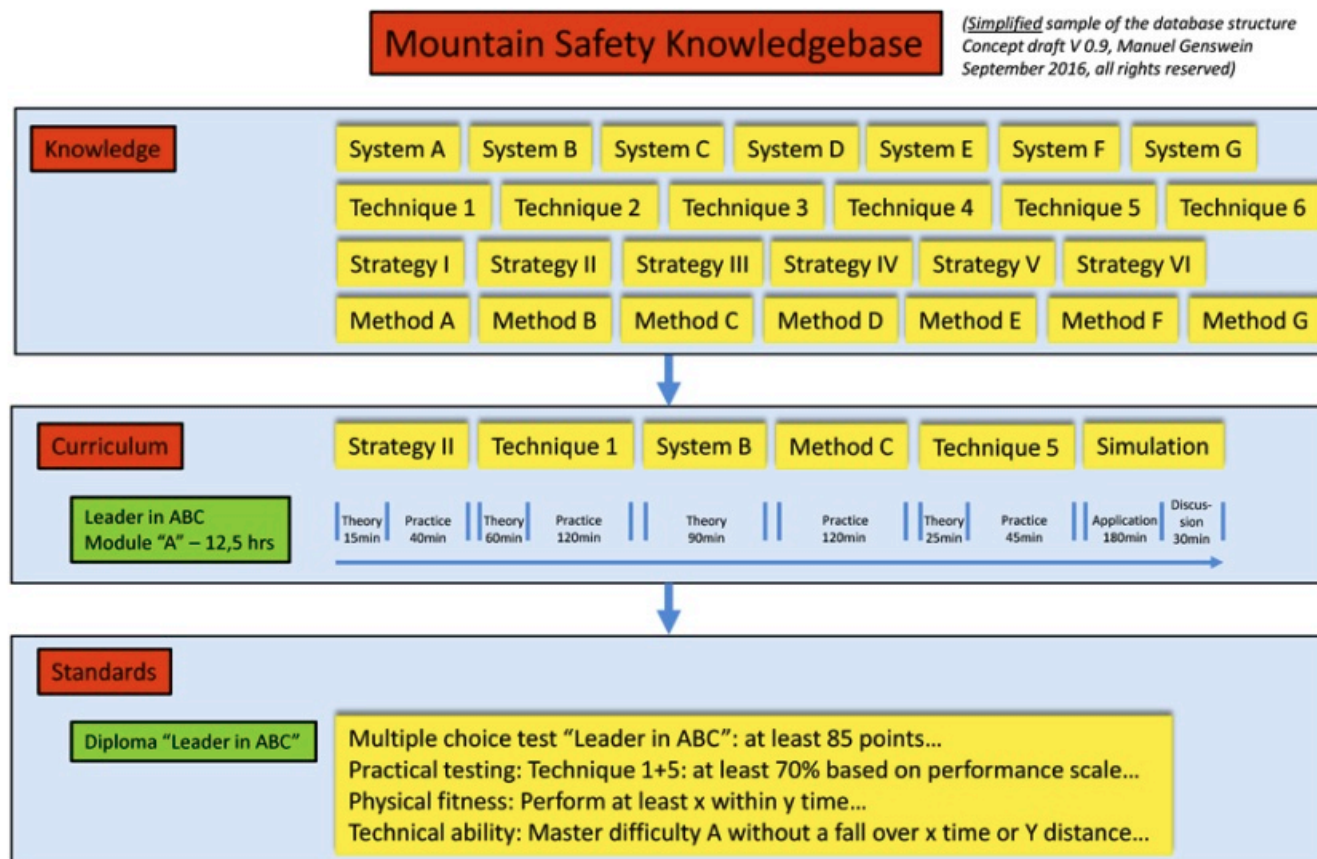 Mountain Safety Knowledgebase
(Simplified sample of the database structure
Concept draft V 0.9, Manuel Genswein
September 2016, all rights reserved)
Knowledge
System A System B System C System D System E System F System G
Technique 1 Technique 2 Technique 3 Technique 4 Technique 5 Technique 6
Strategy I Strategy II Strategy III Strategy IV Strategy V Strategy VI
Method A Method B Method C Method D Method E Method F Method G
Curriculum
Strategy II Technique 1 System B Method C Technique 5 Simulation
Leader in ABC
Module "A" – 12,5 hrs
Theory
15min
Practice
40min
Theory
60min
Practice
120min
Theory
90min
Practice
120min
Theory
25min
Practice
45min
Application
180min
Discus-
sion
30min
Standards
Diploma "Leader in ABC"
Multiple choice test "Leader in ABC": at least 85 points…
Practical testing: Technique 1+5: at least 70% based on performance scale…
Physical fitness: Perform at least x within y time…
Technical ability: Master difficulty A without a fall over x time or Y distance…